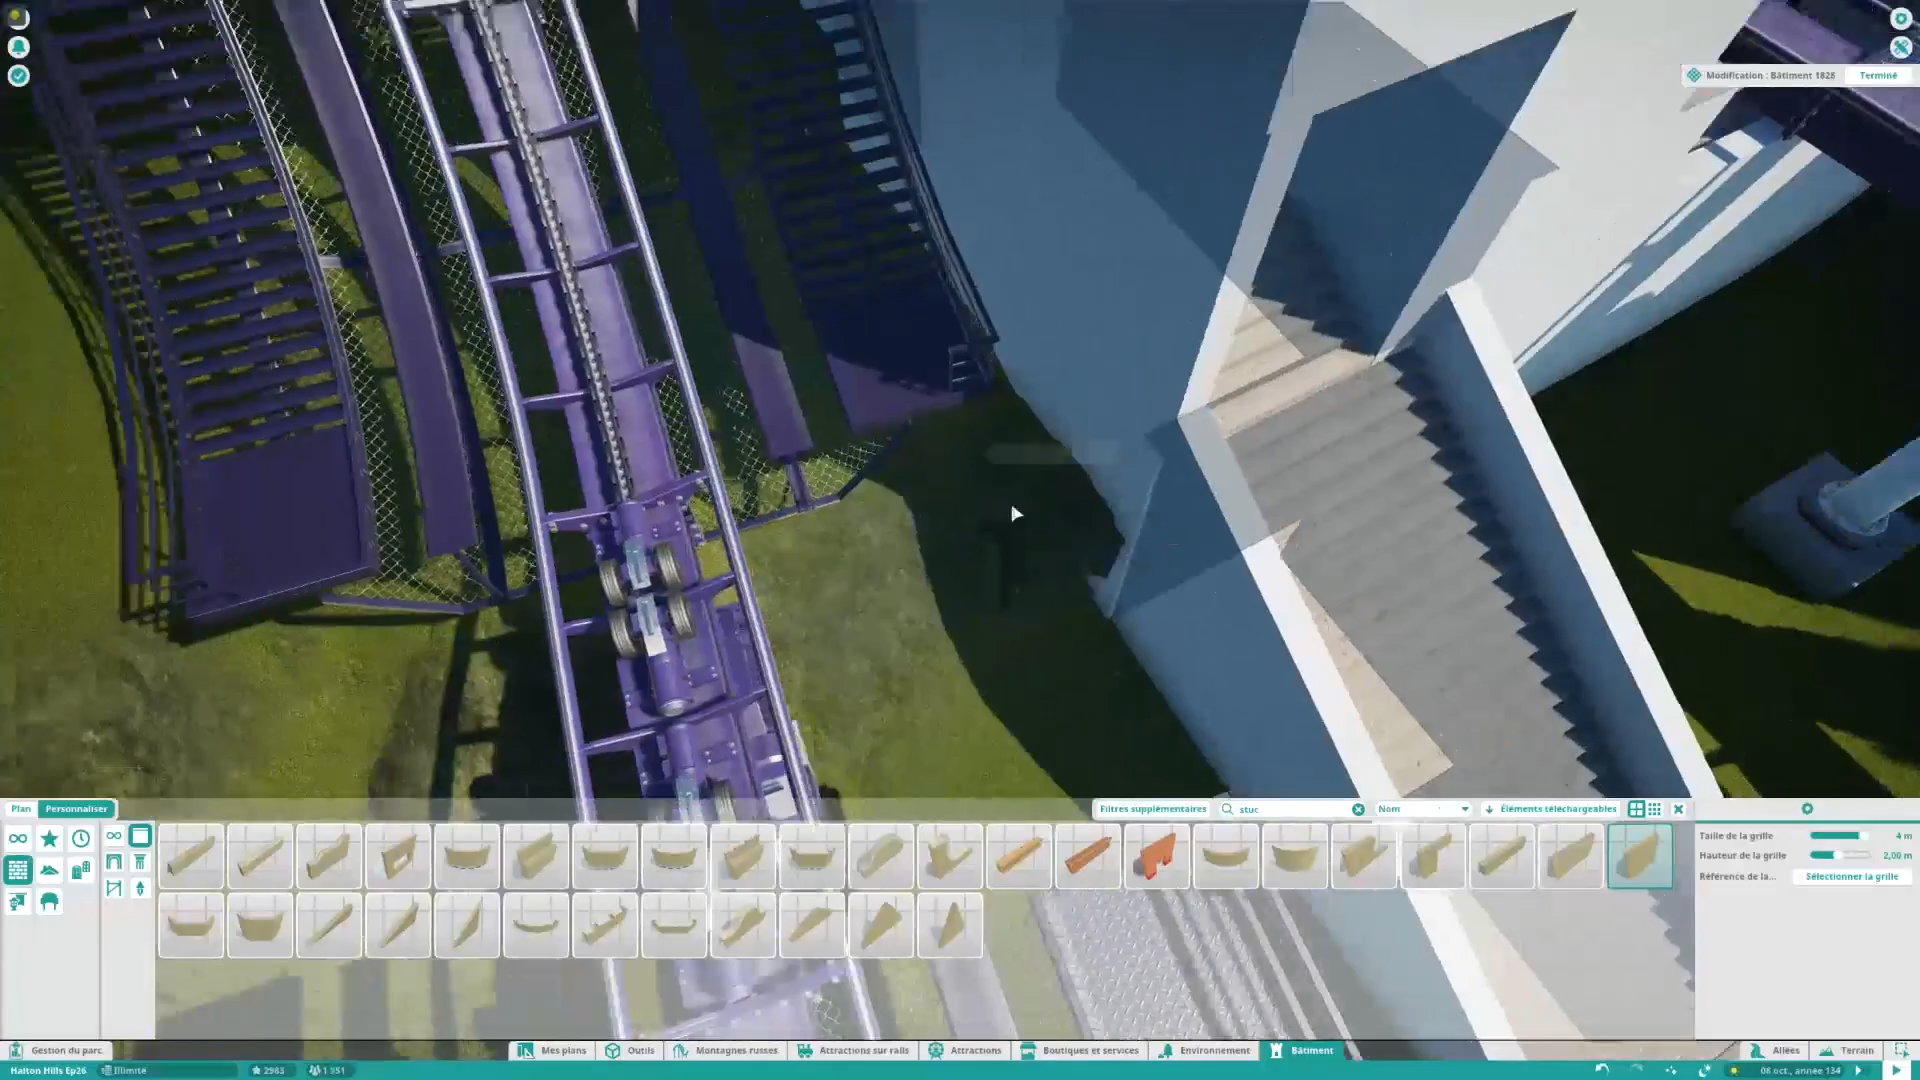 Modification : Bâtiment 1828
Terminé
Plan
Personnaliser
Filtres supplémentaires
stuc
Nom
Éléments téléchargeables
Taille de la grille
4 m
Hauteur de la grille
2,00 m
Référence de la...
Sélectionner la grille
Gestion du parc
Mes plans
Outils
Montagnes russes
Attractions sur rails
Attractions
Boutiques et services
Environnement
Bâtiment
Allées
Terrain
Halton Hills Ep26
Illimité
2983
1 351
08 oct., année 134